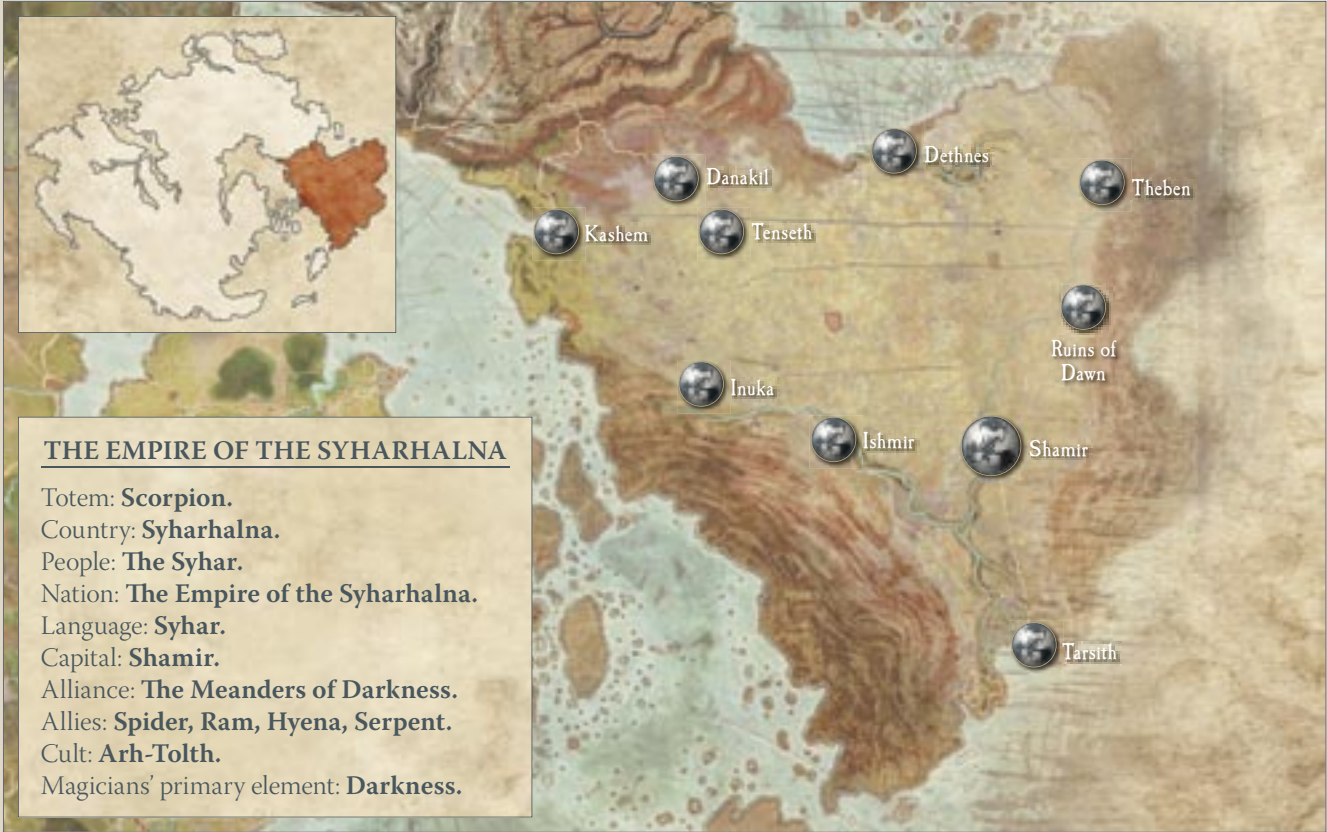 Dethnes
Danakil
Theben
Kashem
Tenseth
Ruins of
Dawn
Inuka
Ishmir
Shamir
Tarsith
THE EMPIRE OF THE SYHARHALNA
Totem: Scorpion.
Country: Syharhalna.
People: The Syhar.
Nation: The Empire of the Syharhalna.
Language: Syhar.
Capital: Shamir.
Alliance: The Meanders of Darkness.
Allies: Spider, Ram, Hyena, Serpent.
Cult: Arh-Tolth.
Magicians’ primary element: Darkness.